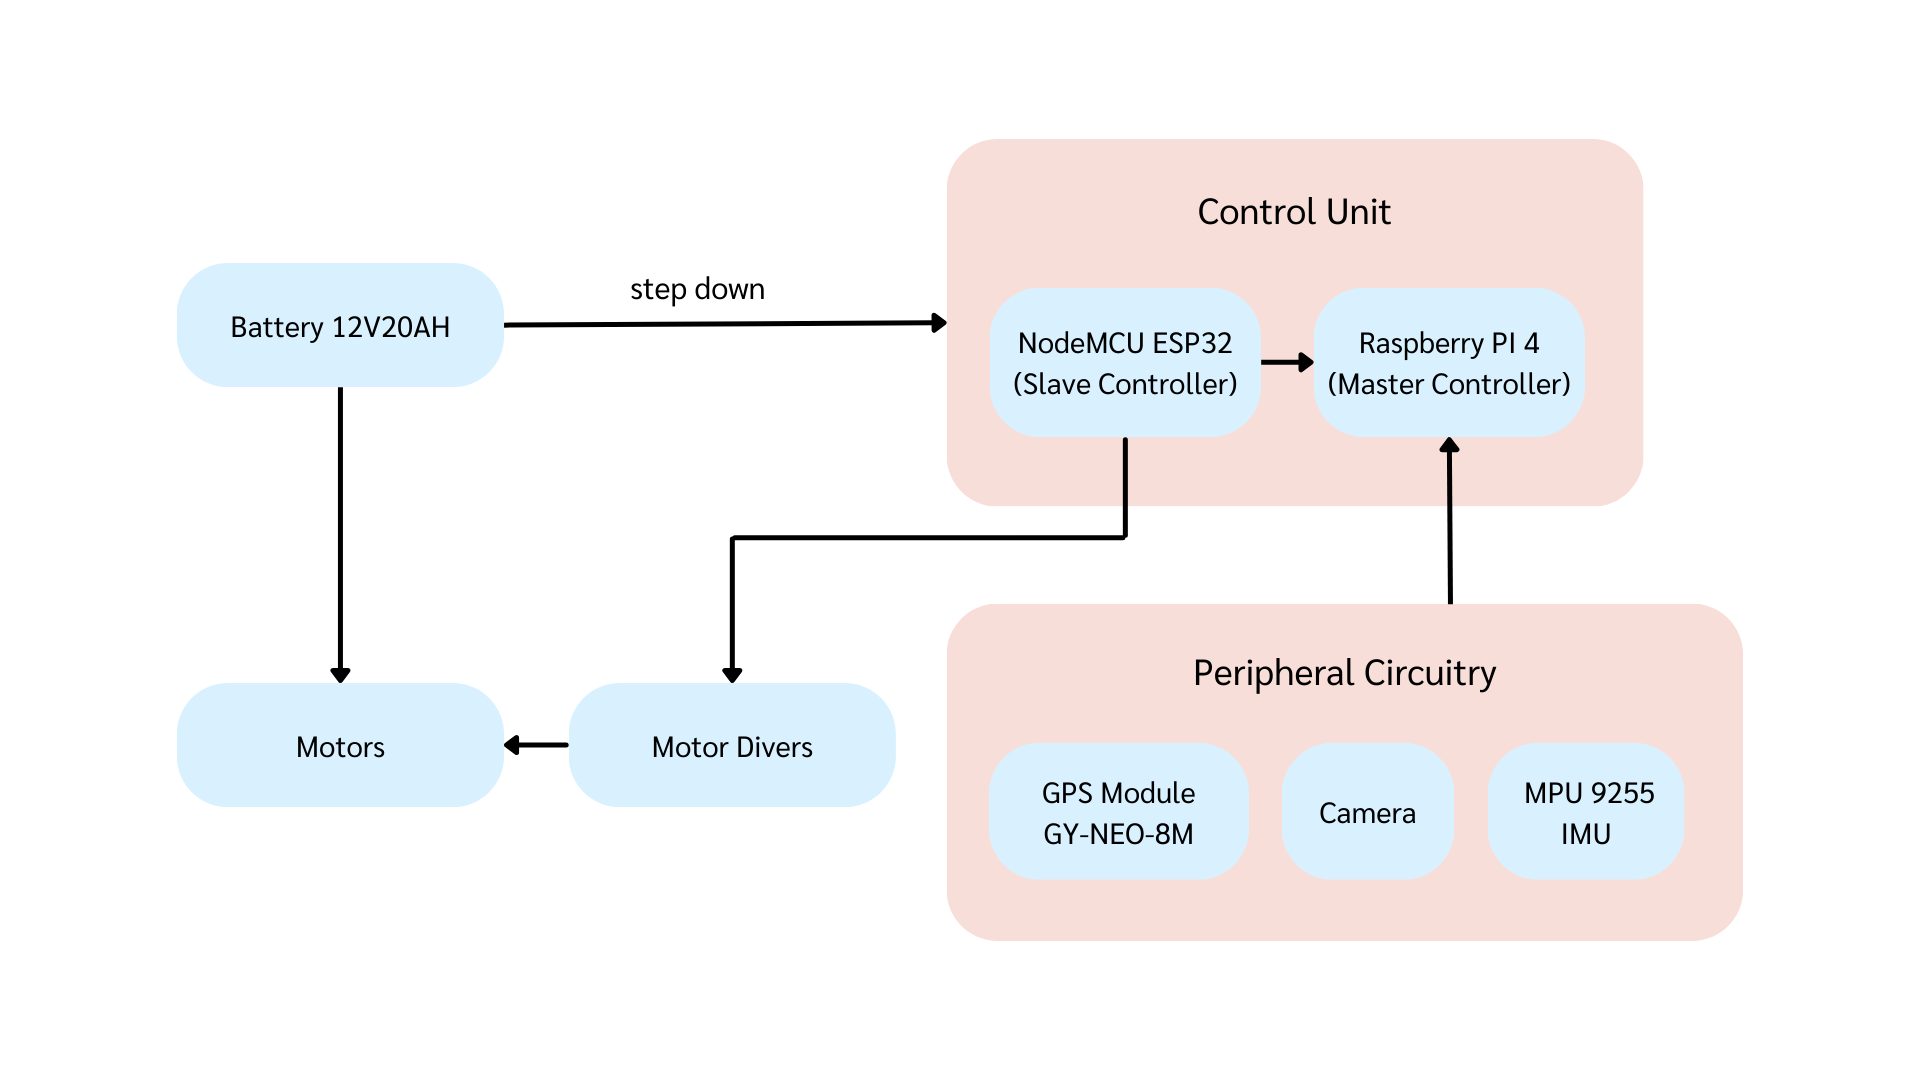 Control Unit
step down
Battery 12V20AH
NodeMCU ESP32
(Slave Controller)
Raspberry PI 4
(Master Controller)
Peripheral Circuitry
Motors
Motor Divers
GPS Module
GY-NEO-8M
Camera
MPU 9255
IMU